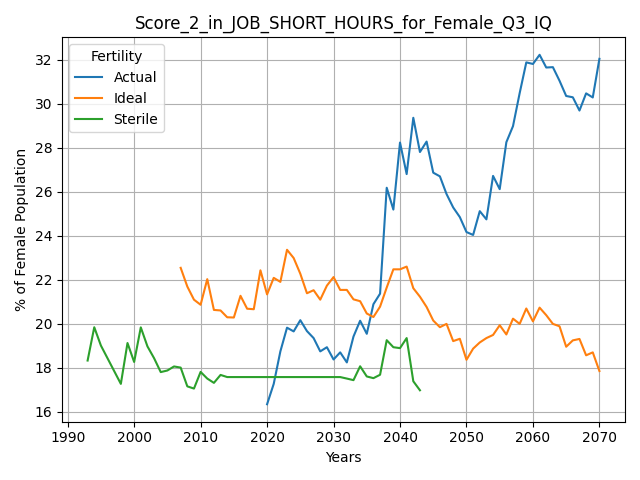 Score_2_in_JOB_SHORT_HOURS_for_Female_Q3_IQ
Fertility
Actual
Ideal
Sterile
% of Female Population
32
30
28
26
24
22
20
18
16
1990 2000 2010 2020 2030 2040 2050 2060 2070
Years